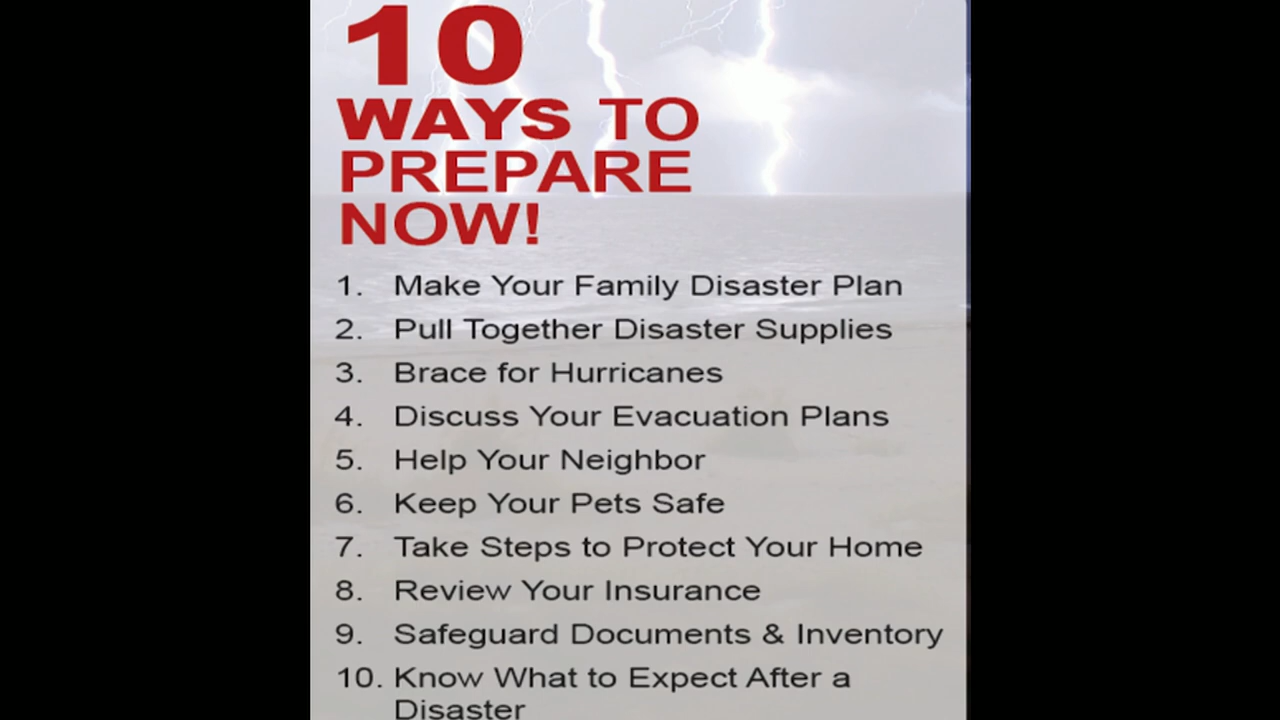 10
WAYS TO
PREPARE
NOW!
1. Make Your Family Disaster Plan
2. Pull Together Disaster Supplies
3. Brace for Hurricanes
4. Discuss Your Evacuation Plans
5. Help Your Neighbor
6. Keep Your Pets Safe
7. Take Steps to Protect Your Home
8. Review Your Insurance
9. Safeguard Documents & Inventory
10. Know What to Expect After a
Disaster